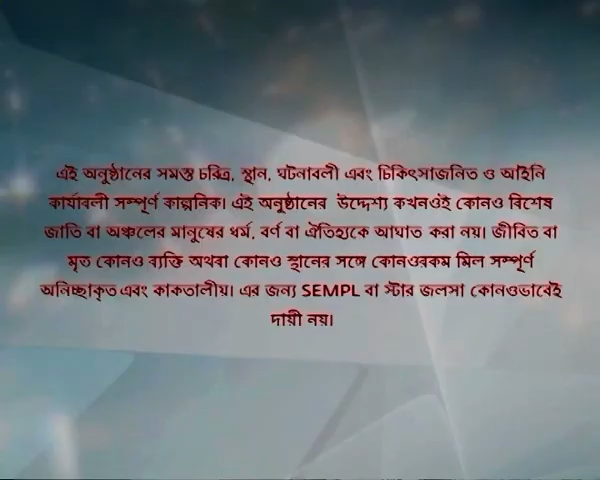 এই অনুষ্ঠানের সমস্ত চরিত্র, স্থান, ঘটনাবলী এবং চিকিৎসাজনিত ও আইনি
কার্যাবলী সম্পূর্ণ কাল্পনিক। এই অনুষ্ঠানের উদ্দেশ্য কখনওই কোনও বিশেষ
জাতি বা অঞ্চলের মানুষের ধর্ম, বর্ণ বা ঐতিহ্যকে আঘাত করা নয়। জীবিত বা
মৃত কোনও ব্যক্তি অথবা কোনও স্থানের সঙ্গে কোনওরকম মিল সম্পূর্ণ
অনিচ্ছাকৃত এবং কাকতালীয়। এর জন্য SEMPL বা স্টার জলসা কোনওভাবেই
দায়ী নয়।